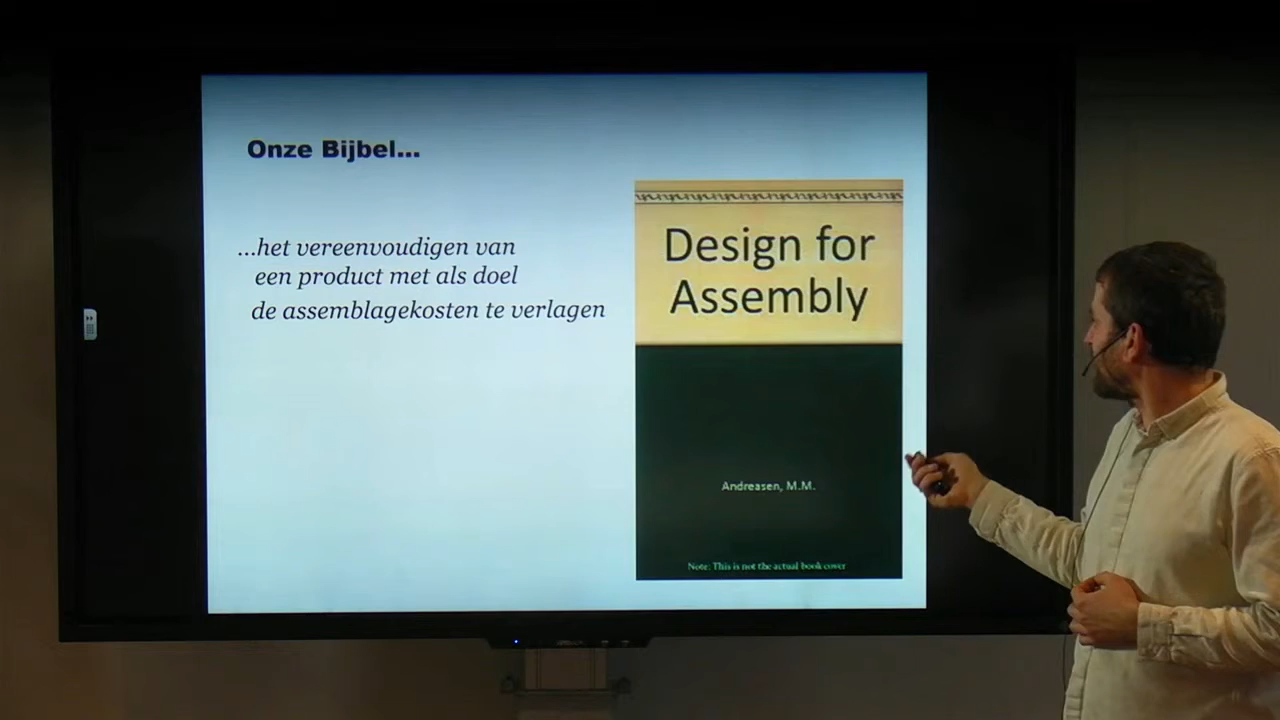 Onze Bijbel...
...het vereenvoudigen van
een product met als doel
de assemblagekosten te verlagen
Design for
Assembly
Andreasen, M.M.
Note: This is not the actual book cover